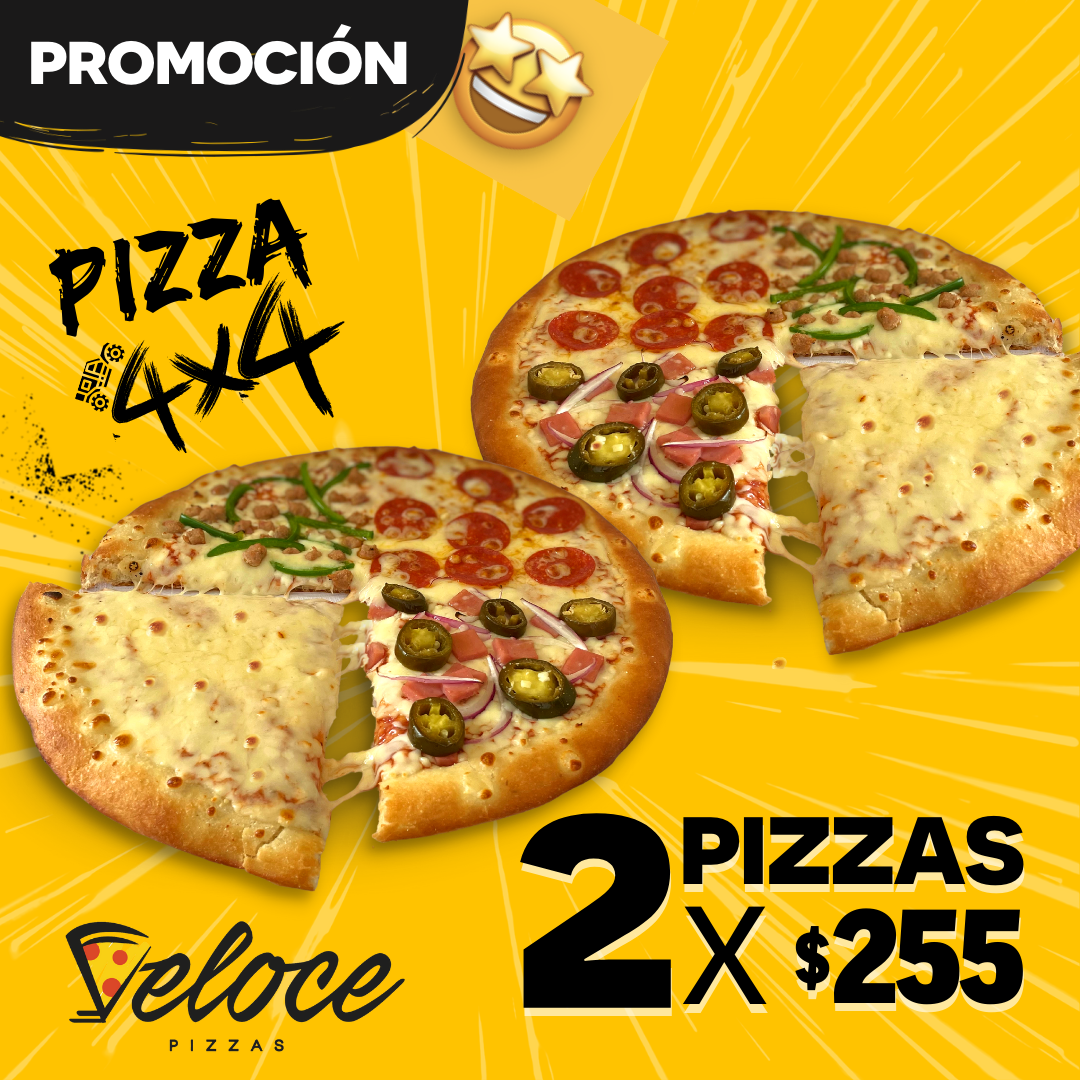 PROMOCIÓN
PIZZA
4x4
2 PIZZAS
X $255
Veloce
PIZZAS